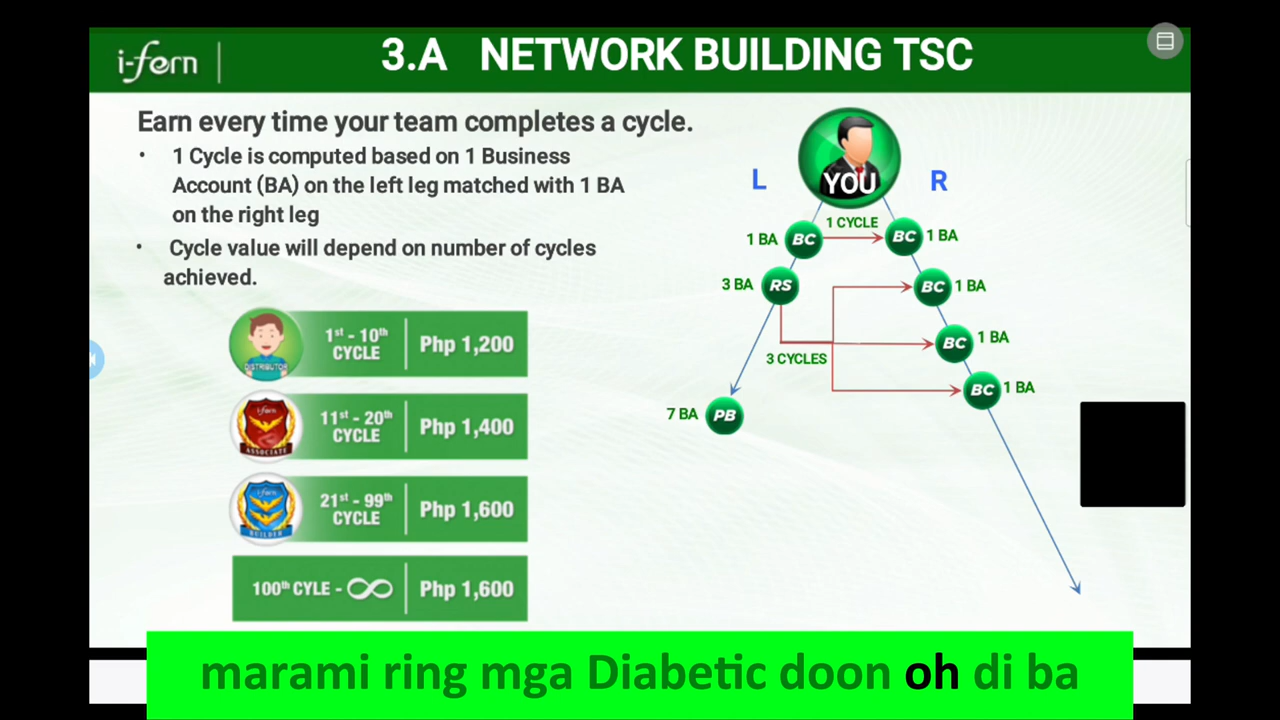 i-fern
3.A NETWORK BUILDING TSC
Earn every time your team completes a cycle.
• 1 Cycle is computed based on 1 Business
Account (BA) on the left leg matched with 1 BA
on the right leg
• Cycle value will depend on number of cycles
achieved.
DISTRIBUTOR
1st - 10th
CYCLE
Php 1,200
i-fern
ASSOCIATE
11st - 20th
CYCLE
Php 1,400
i-fern
BUILDER
21st - 99th
CYCLE
Php 1,600
100th CYLE - ∞
Php 1,600
L
YOU
R
1 CYCLE
1 BA
BC
BC
1 BA
3 BA
RS
BC
1 BA
BC
1 BA
3 CYCLES
BC
1 BA
7 BA
PB
marami ring mga Diabetic doon oh di ba